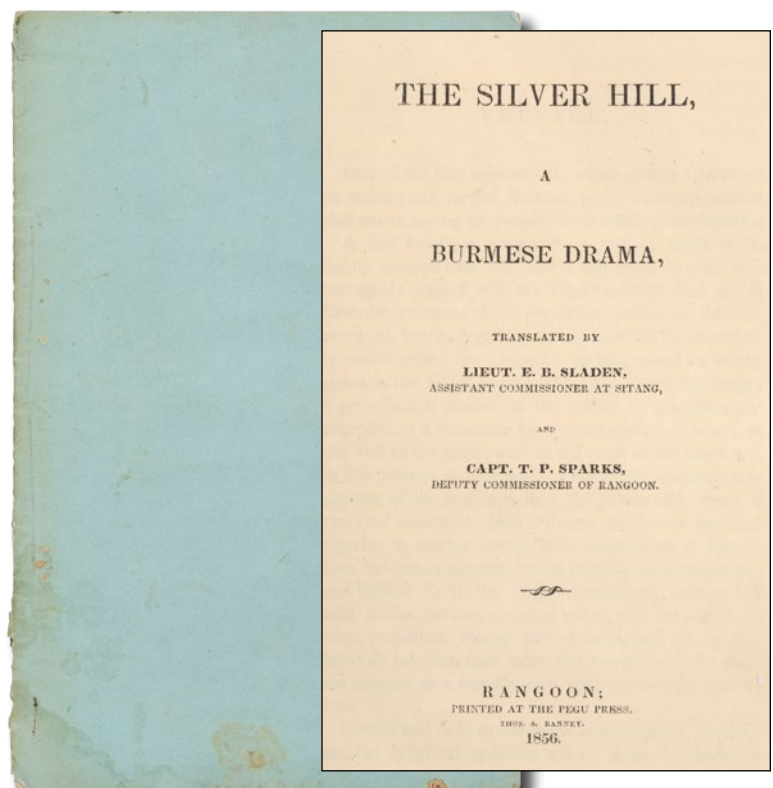 THE SILVER HILL,
A
BURMESE DRAMA,
TRANSLATED BY
LIEUT. E. B. SLADEN,
ASSISTANT COMMISSIONER AT SITANG,
AND
CAPT. T. P. SPARKS,
DEPUTY COMMISSIONER OF RANGOON.
RANGOON;
PRINTED AT THE PEGU PRESS.
THOS. S. RANNEY.
1856.